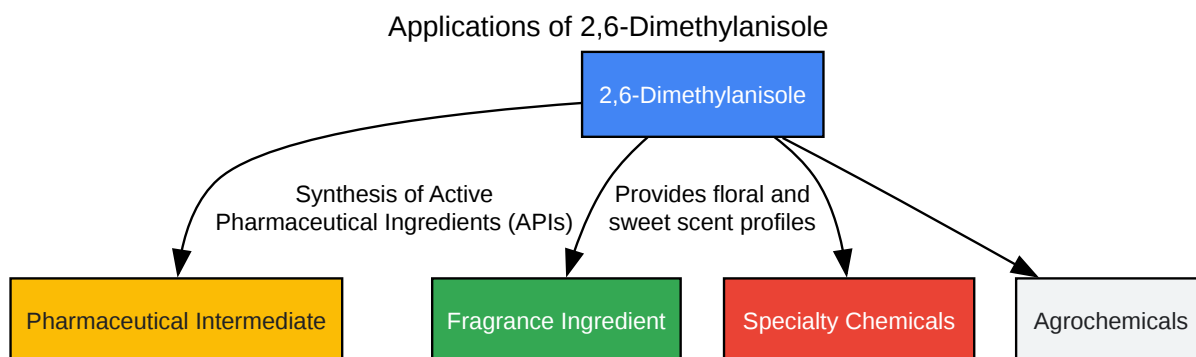 Applications of 2,6-Dimethylanisole
2,6-Dimethylanisole
Synthesis of Active
Pharmaceutical Ingredients (APIs)
Provides floral and
sweet scent profiles
Pharmaceutical Intermediate
Fragrance Ingredient
Specialty Chemicals
Agrochemicals